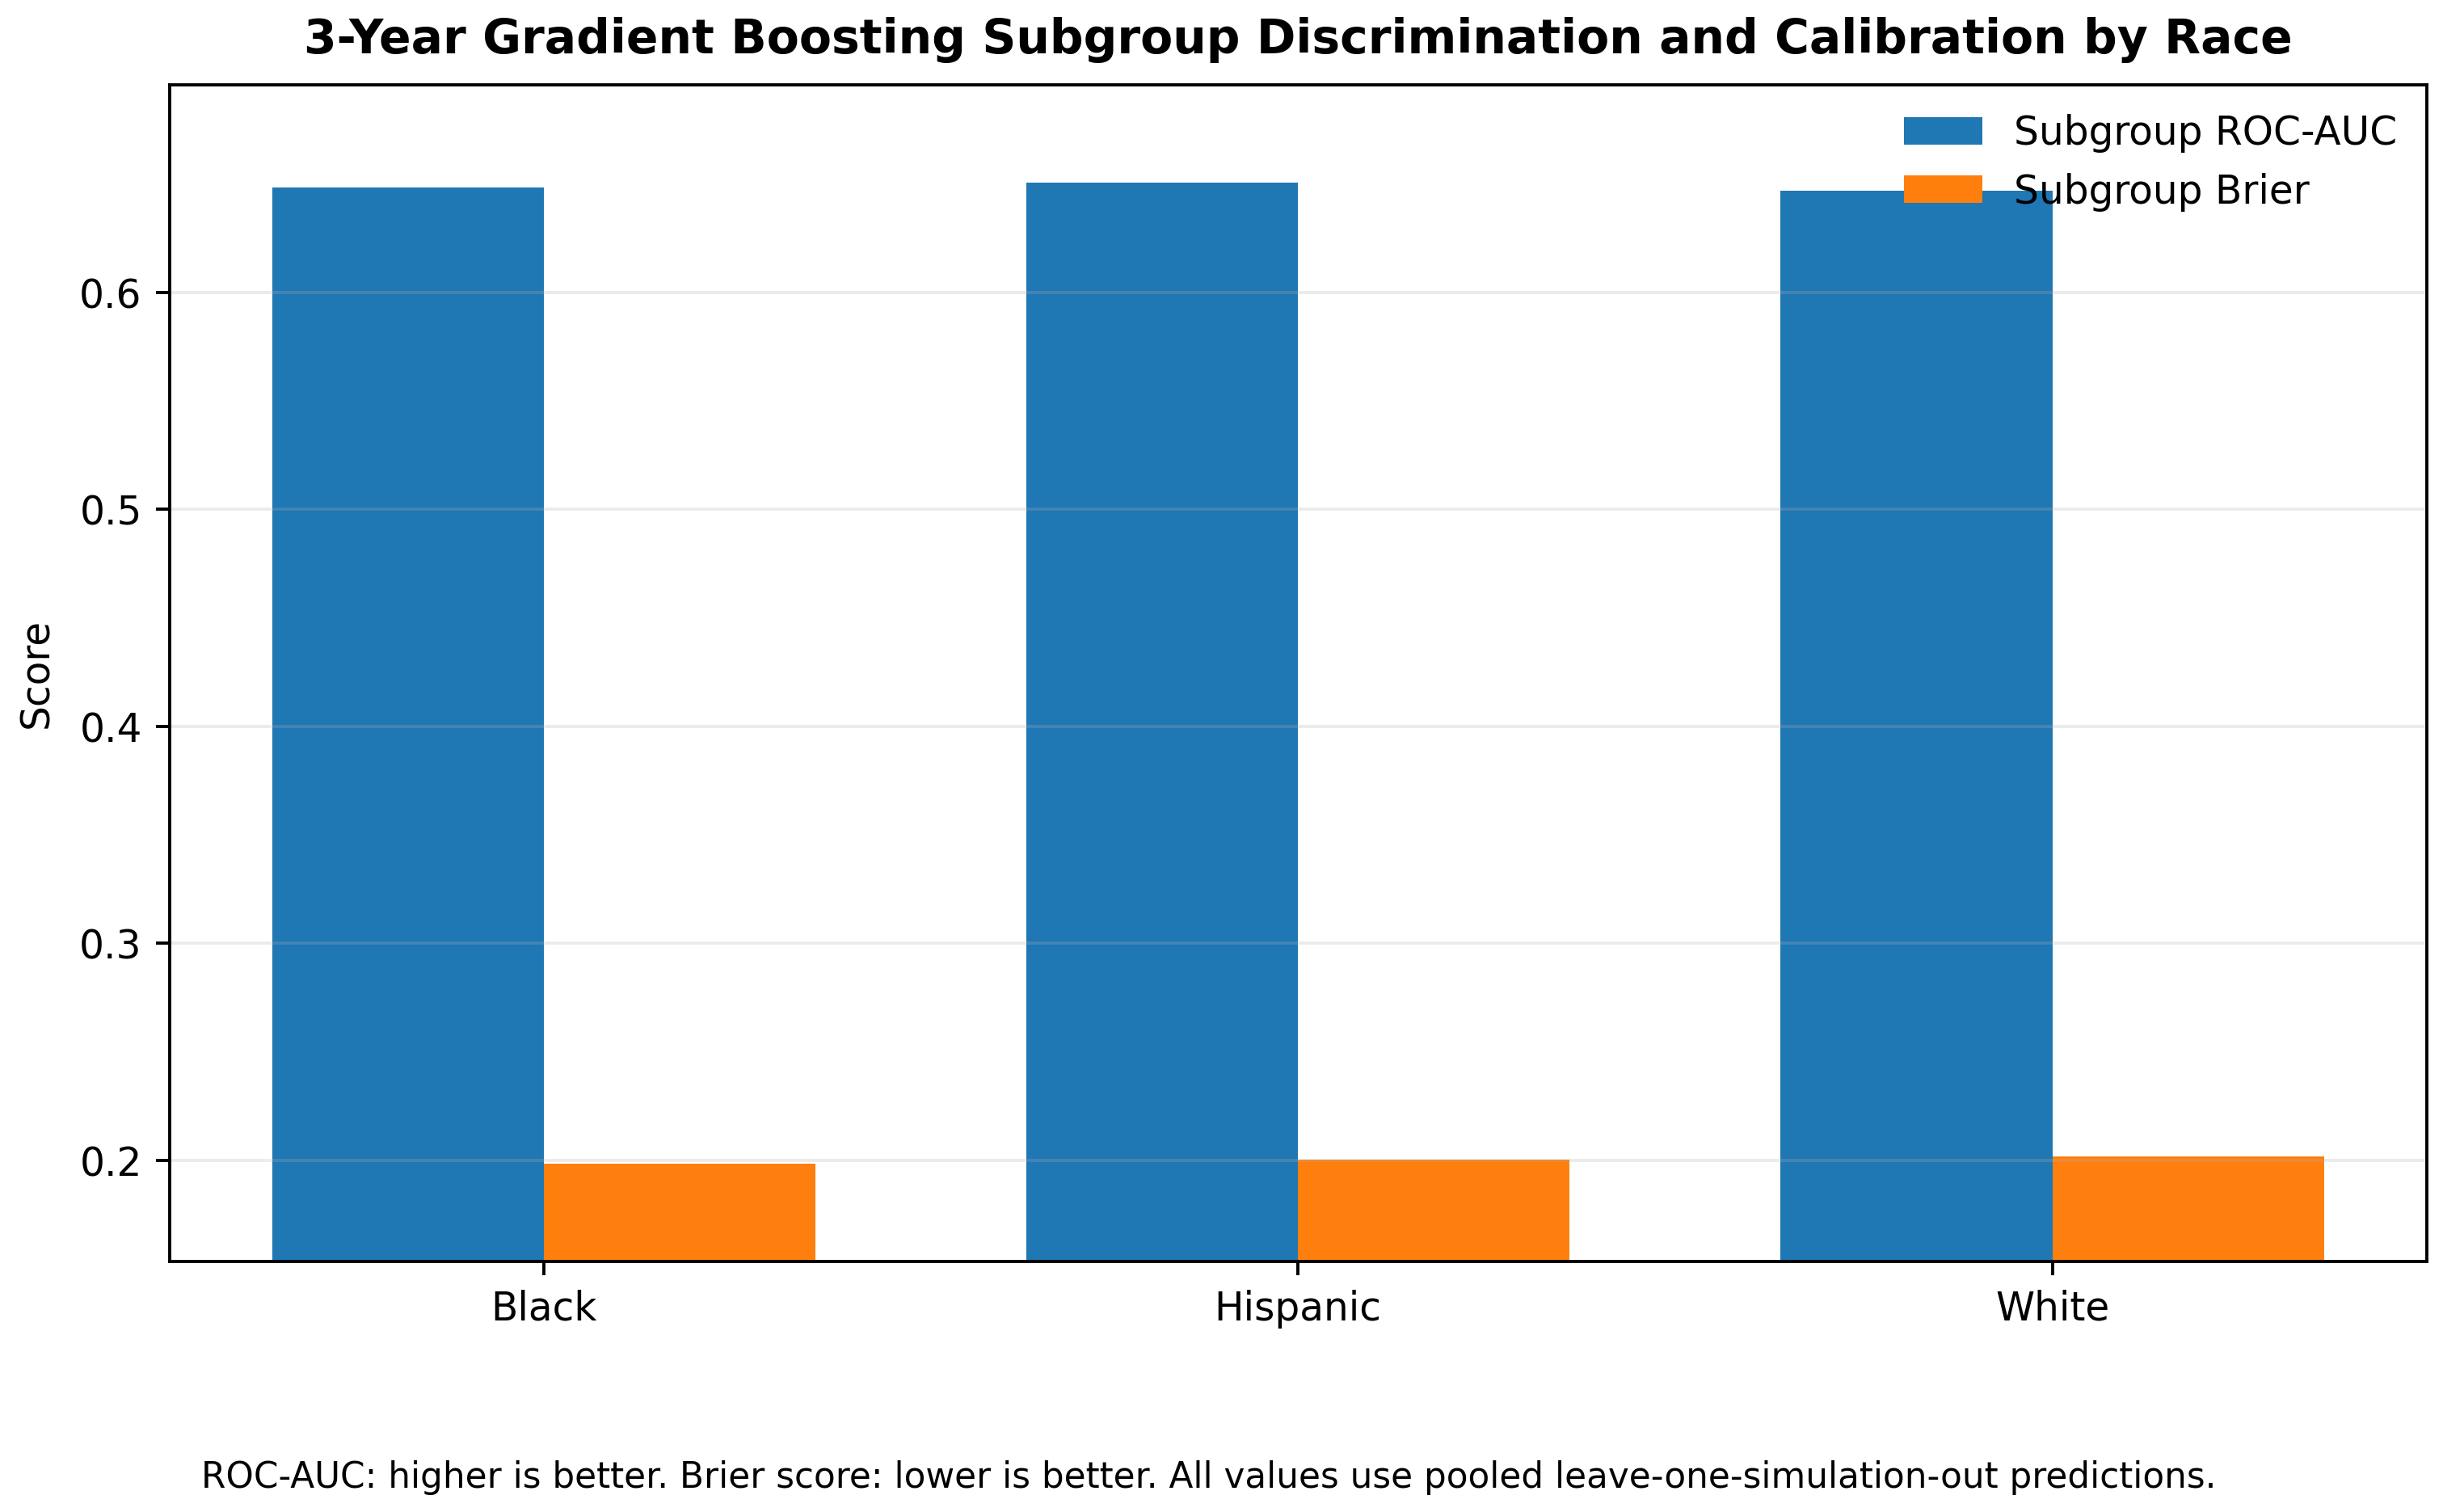 3-Year Gradient Boosting Subgroup Discrimination and Calibration by Race
Subgroup ROC-AUC
Subgroup Brier
Score
0.6
0.5
0.4
0.3
0.2
Black Hispanic White
ROC-AUC: higher is better. Brier score: lower is better. All values use pooled leave-one-simulation-out predictions.